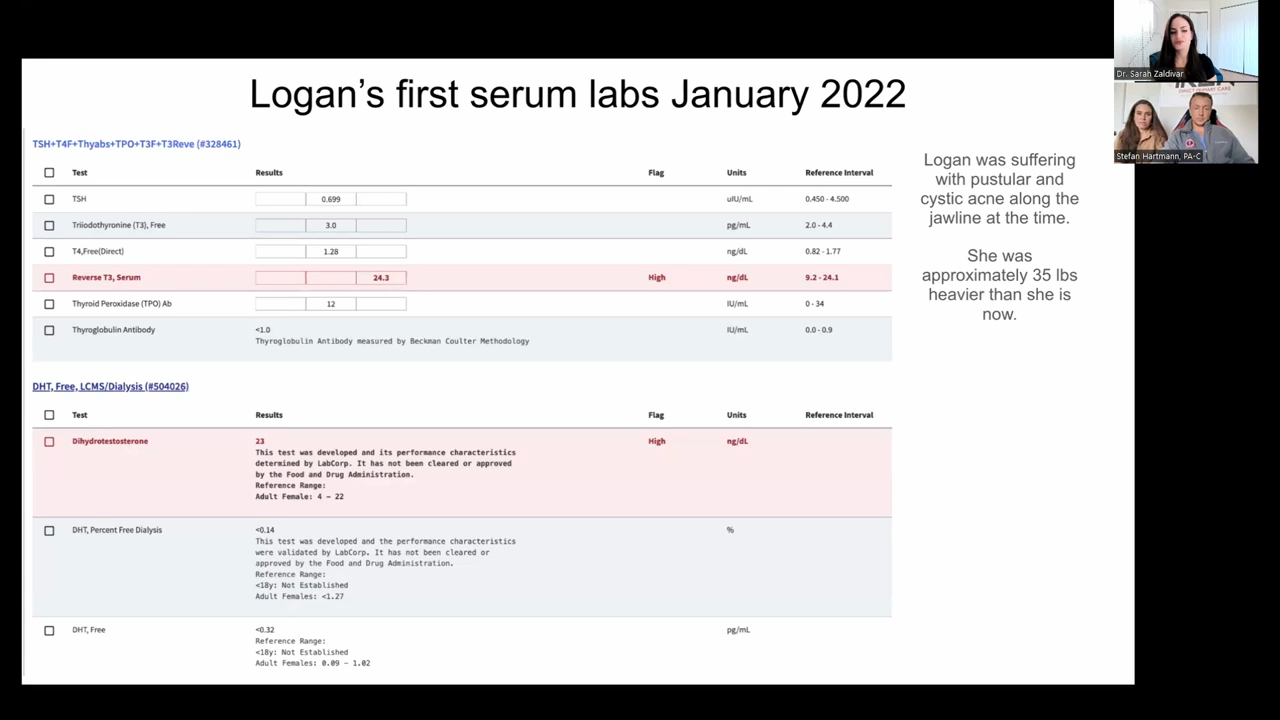 Logan's first serum labs January 2022
TSH+T4F+Thyabs+TPO+T3F+T3Reve (#328461)
Test Results Flag Units Reference Interval
TSH 0.699 uIU/mL 0.450 - 4.500
Triiodothyronine (T3), Free 3.0 pg/mL 2.0 - 4.4
T4,Free(Direct) 1.28 ng/dL 0.82 - 1.77
Reverse T3, Serum 24.3 High ng/dL 9.2 - 24.1
Thyroid Peroxidase (TPO) Ab 12 IU/mL 0 - 34
Thyroglobulin Antibody <1.0 IU/mL 0.0 - 0.9
Thyroglobulin Antibody measured by Beckman Coulter Methodology
DHT, Free, LCMS/Dialysis (#504026)
Test Results Flag Units Reference Interval
Dihydrotestosterone 23 High ng/dL
This test was developed and its performance characteristics
determined by LabCorp. It has not been cleared or approved
by the Food and Drug Administration.
Reference Range:
Adult Female: 4 - 22
DHT, Percent Free Dialysis <0.14 %
This test was developed and the performance characteristics
were validated by LabCorp. It has not been cleared or
approved by the Food and Drug Administration.
Reference Range:
<18y: Not Established
Adult Females: <1.27
DHT, Free <0.32 pg/mL
Reference Range:
<18y: Not Established
Adult Females: 0.09 - 1.02
Logan was suffering
with pustular and
cystic acne along the
jawline at the time.
She was
approximately 35 lbs
heavier than she is
now.
Dr. Sarah Zaldivar
DIRECT PRIMARY CARE
Stefan Hartmann, PA-C